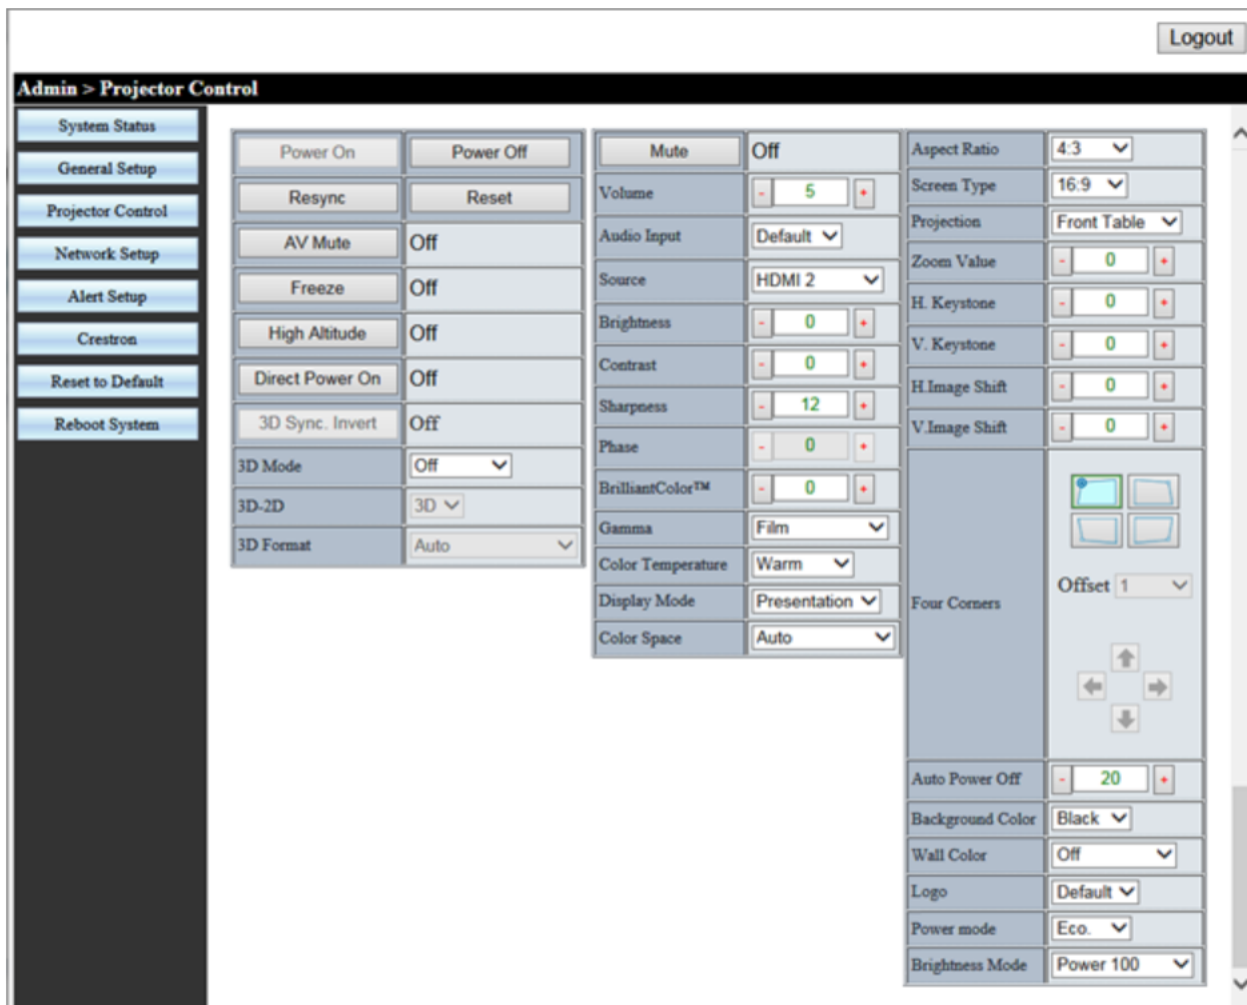 Logout
Admin > Projector Control
System Status
General Setup
Projector Control
Network Setup
Alert Setup
Crestron
Reset to Default
Reboot System
Power On Power Off
Resync Reset
AV Mute Off
Freeze Off
High Altitude Off
Direct Power On Off
3D Sync. Invert Off
3D Mode Off
3D-2D 3D
3D Format Auto
Mute Off
Volume - 5 +
Audio Input Default
Source HDMI 2
Brightness - 0 +
Contrast - 0 +
Sharpness - 12 +
Phase - 0 +
BrilliantColor™ - 0 +
Gamma Film
Color Temperature Warm
Display Mode Presentation
Color Space Auto
Aspect Ratio 4:3
Screen Type 16:9
Projection Front Table
Zoom Value - 0 +
H. Keystone - 0 +
V. Keystone - 0 +
H.Image Shift - 0 +
V.Image Shift - 0 +
Four Corners
Offset 1
Auto Power Off - 20 +
Background Color Black
Wall Color Off
Logo Default
Power mode Eco.
Brightness Mode Power 100